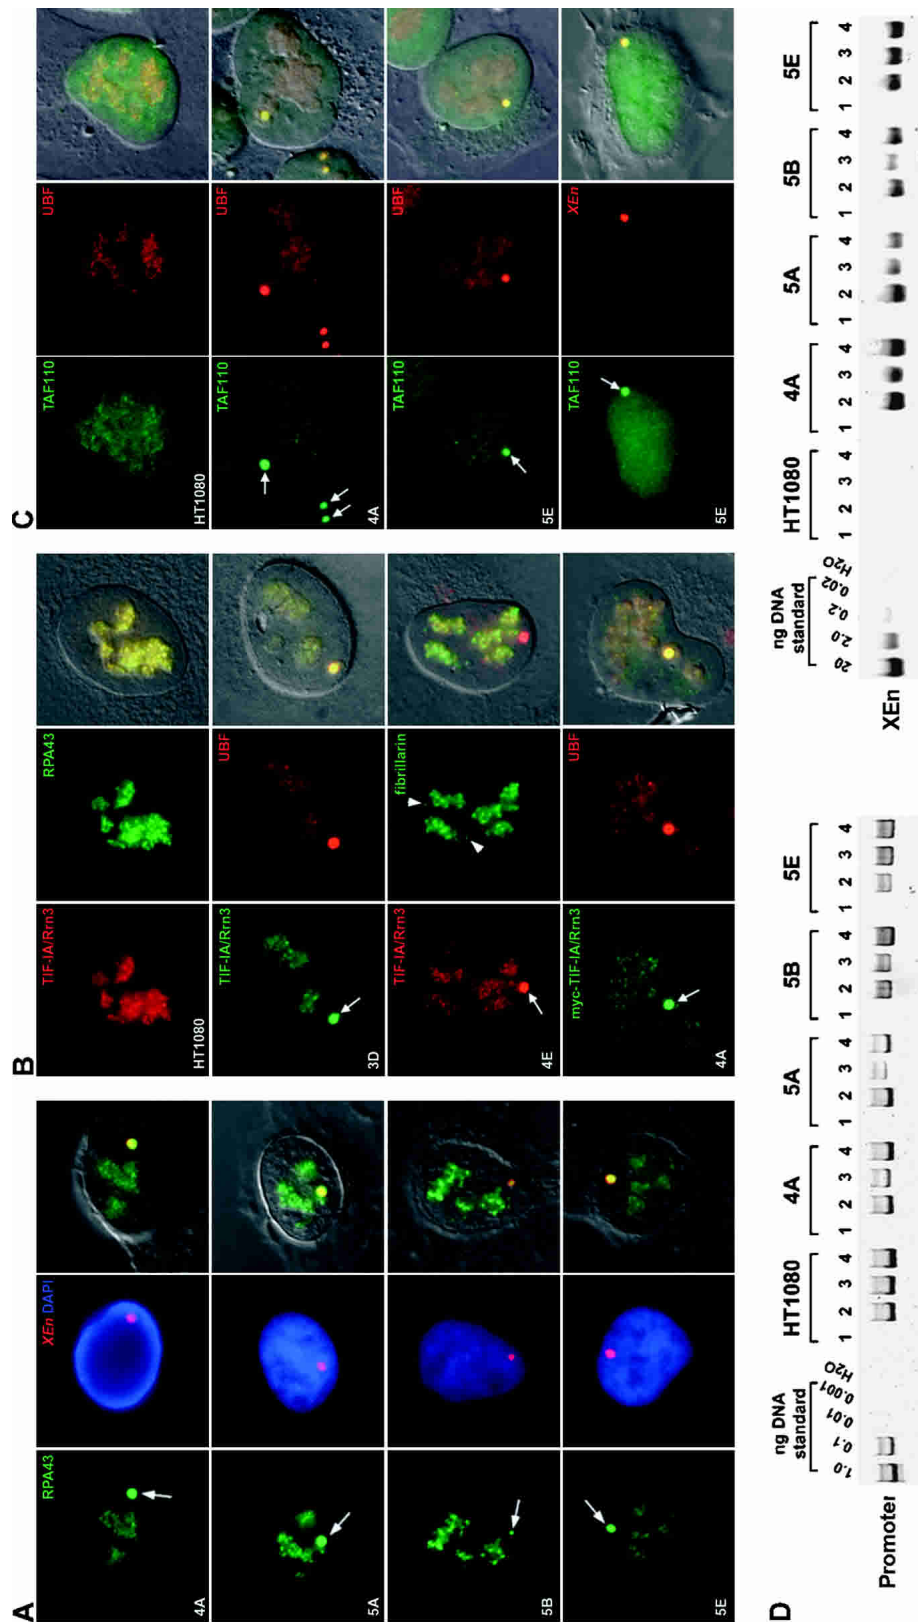 A
RPA43
XEn DAPI
4A
5A
5B
5E
B
TIF-IA/Rrn3
RPA43
HT1080
TIF-IA/Rrn3
UBF
3D
TIF-IA/Rrn3
fibrillarin
4E
myc-TIF-IA/Rrn3
UBF
4A
C
TAF110
UBF
HT1080
TAF110
UBF
4A
TAF110
UBF
5E
TAF110
XEn
5E
D
ng DNA
standard
HT1080 4A 5A 5B 5E
1.0 0.1 0.01 0.001 H2O 1 2 3 4 1 2 3 4 1 2 3 4 1 2 3 4 1 2 3 4
Promoter
ng DNA
standard
HT1080 4A 5A 5B 5E
20 2.0 0.2 0.02 H2O 1 2 3 4 1 2 3 4 1 2 3 4 1 2 3 4 1 2 3 4
XEn